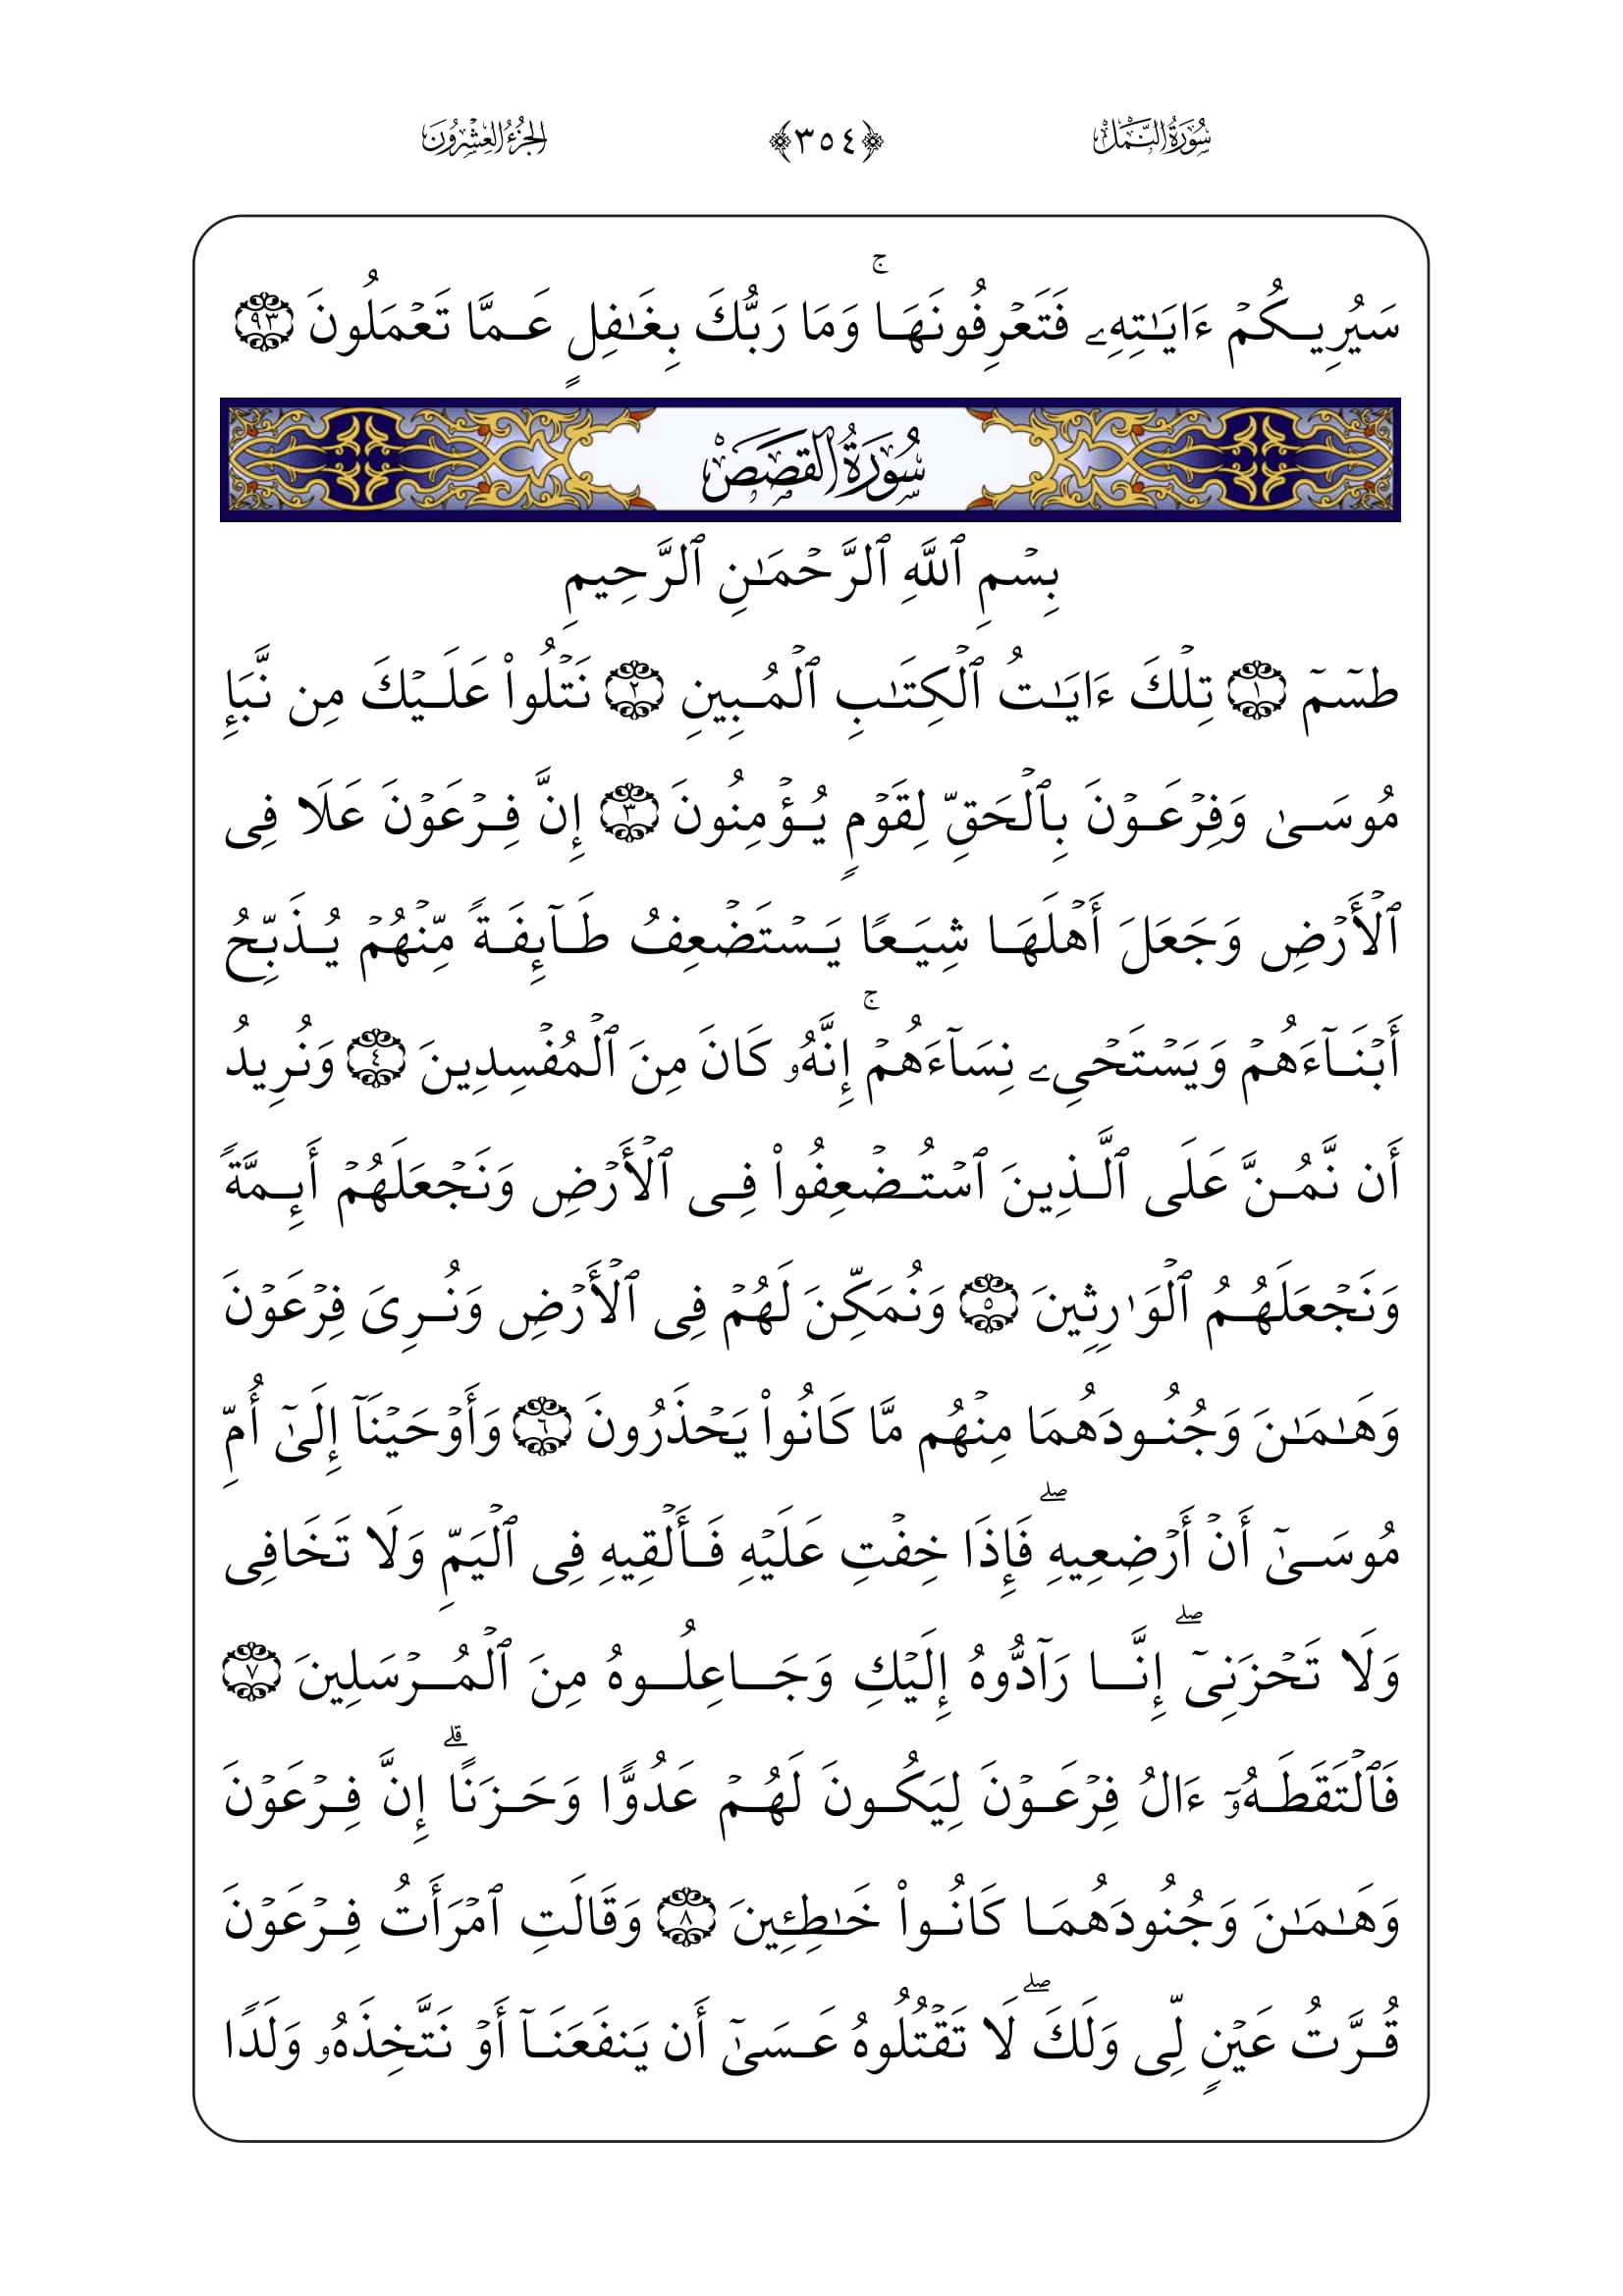 سُورَةُ النَّمۡلِ ﴿٣٥٤﴾ الجُزۡءُ العِشۡرُونَ
سَيُرِيكُمۡ ءَايَٰتِهِۦ فَتَعۡرِفُونَهَاۚ وَمَا رَبُّكَ بِغَٰفِلٍ عَمَّا تَعۡمَلُونَ ٩٣
سُورَةُ القَصَصِ
بِسۡمِ ٱللَّهِ ٱلرَّحۡمَٰنِ ٱلرَّحِيمِ
طسٓمٓ ١ تِلۡكَ ءَايَٰتُ ٱلۡكِتَٰبِ ٱلۡمُبِينِ ٢ نَتۡلُواْ عَلَيۡكَ مِن نَّبَإِ
مُوسَىٰ وَفِرۡعَوۡنَ بِٱلۡحَقِّ لِقَوۡمٍ يُؤۡمِنُونَ ٣ إِنَّ فِرۡعَوۡنَ عَلَا فِى
ٱلۡأَرۡضِ وَجَعَلَ أَهۡلَهَا شِيَعًا يَسۡتَضۡعِفُ طَآئِفَةً مِّنۡهُمۡ يُذَبِّحُ
أَبۡنَآءَهُمۡ وَيَسۡتَحۡىِۦ نِسَآءَهُمۡۚ إِنَّهُۥ كَانَ مِنَ ٱلۡمُفۡسِدِينَ ٤ وَنُرِيدُ
أَن نَّمُنَّ عَلَى ٱلَّذِينَ ٱسۡتُضۡعِفُواْ فِى ٱلۡأَرۡضِ وَنَجۡعَلَهُمۡ أَئِمَّةً
وَنَجۡعَلَهُمُ ٱلۡوَٰرِثِينَ ٥ وَنُمَكِّنَ لَهُمۡ فِى ٱلۡأَرۡضِ وَنُرِىَ فِرۡعَوۡنَ
وَهَٰمَٰنَ وَجُنُودَهُمَا مِنۡهُم مَّا كَانُواْ يَحۡذَرُونَ ٦ وَأَوۡحَيۡنَآ إِلَىٰٓ أُمِّ
مُوسَىٰٓ أَنۡ أَرۡضِعِيهِۖ فَإِذَا خِفۡتِ عَلَيۡهِ فَأَلۡقِيهِ فِى ٱلۡيَمِّ وَلَا تَخَافِى
وَلَا تَحۡزَنِىٓۖ إِنَّا رَآدُّوهُ إِلَيۡكِ وَجَاعِلُوهُ مِنَ ٱلۡمُرۡسَلِينَ ٧
فَٱلۡتَقَطَهُۥٓ ءَالُ فِرۡعَوۡنَ لِيَكُونَ لَهُمۡ عَدُوًّا وَحَزَنًاۗ إِنَّ فِرۡعَوۡنَ
وَهَٰمَٰنَ وَجُنُودَهُمَا كَانُواْ خَٰطِـِٔينَ ٨ وَقَالَتِ ٱمۡرَأَتُ فِرۡعَوۡنَ
قُرَّتُ عَيۡنٍ لِّى وَلَكَۖ لَا تَقۡتُلُوهُ عَسَىٰٓ أَن يَنفَعَنَآ أَوۡ نَتَّخِذَهُۥ وَلَدًا